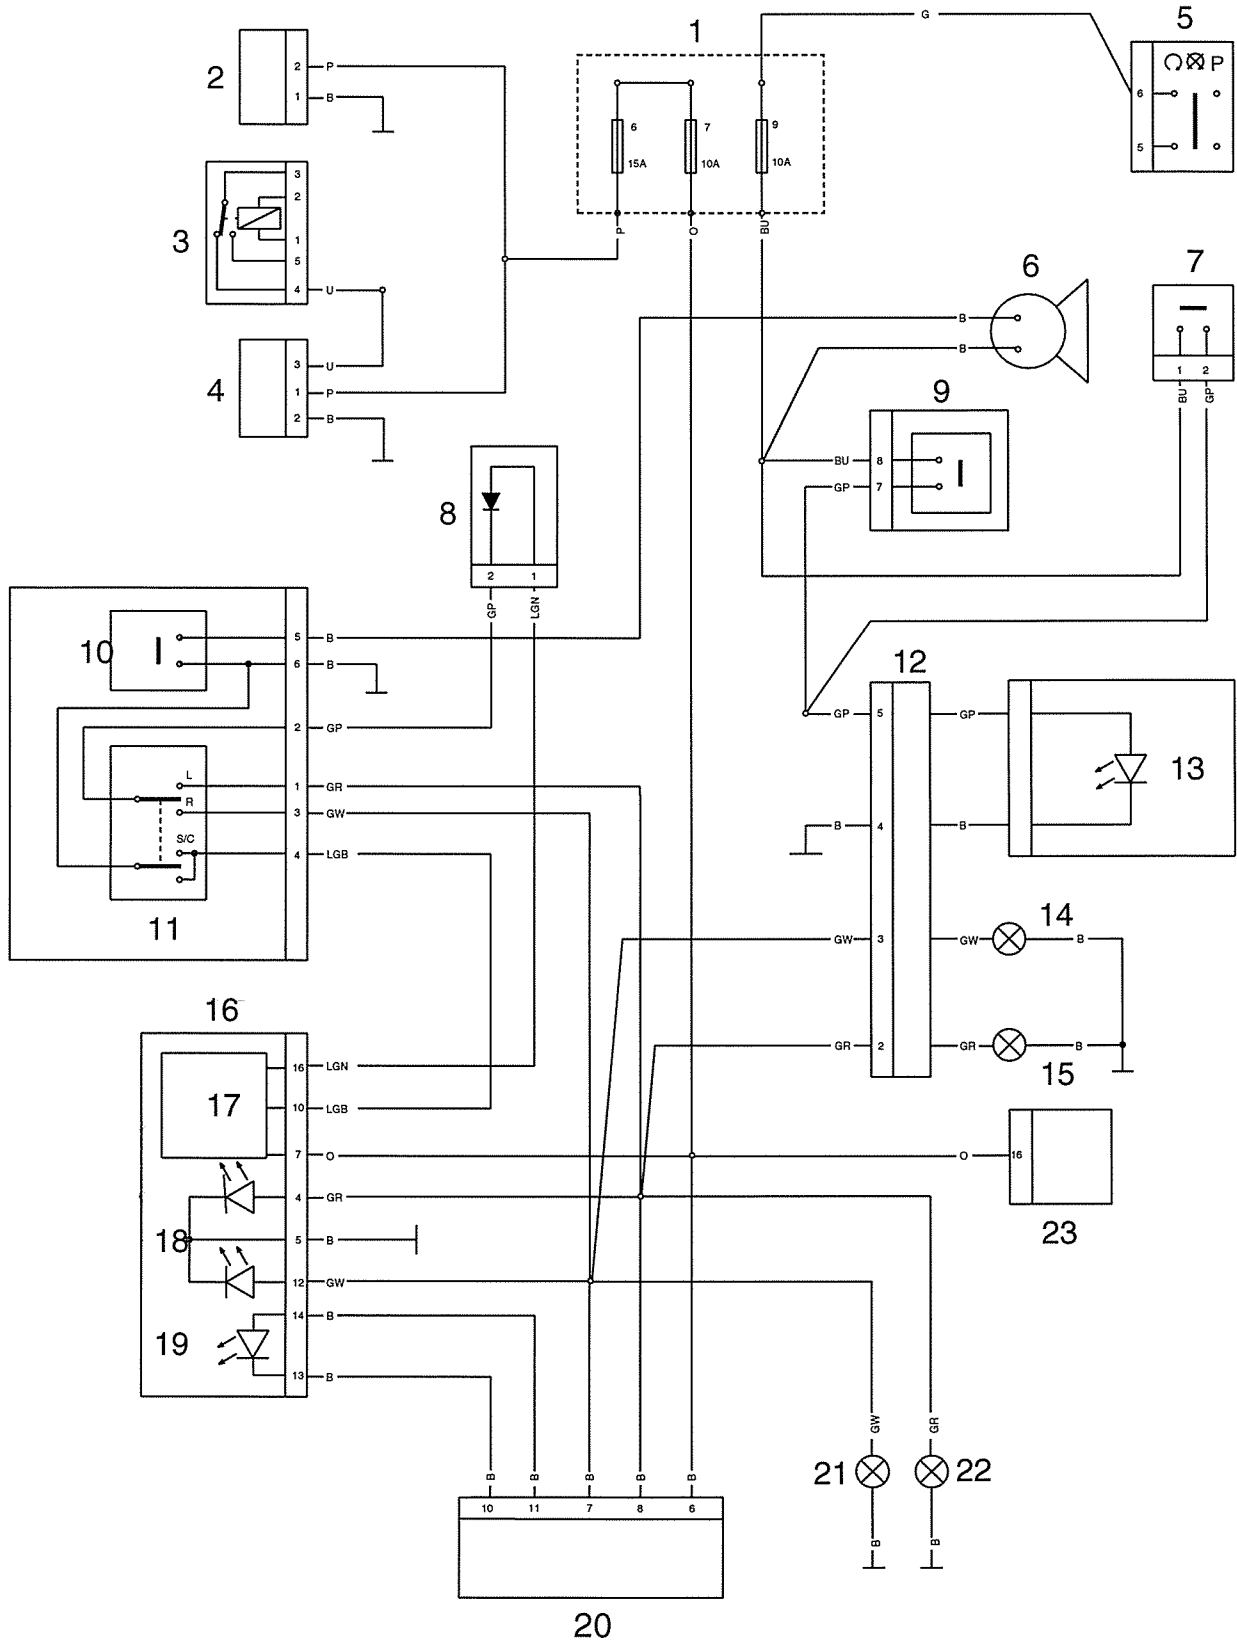 G
1
5
2
2 P
1 B
6
7
9
15A
10A
10A
P
6
5
3
3
2
1
5
4 U
P
O
BU
6
7
B
B
1 2
BU
GP
4
3 U
1 P
2 B
9
BU 8
GP 7
8
2 1
GP
LGN
10
5 B
6 B
2 GP
L
1 GR
R
3 GW
S/C
4 LGB
11
12
GP 5 GP
13
B 4 B
14
GW 3 GW B
GR 2 GR B
15
16
17
16 LGN
10 LGB
7 O
O 16
23
4 GR
18
5 B
12 GW
19
14 B
13 B
GW
GR
21
22
B
B
B
B
B
B
B
10 11 7 8 6
20